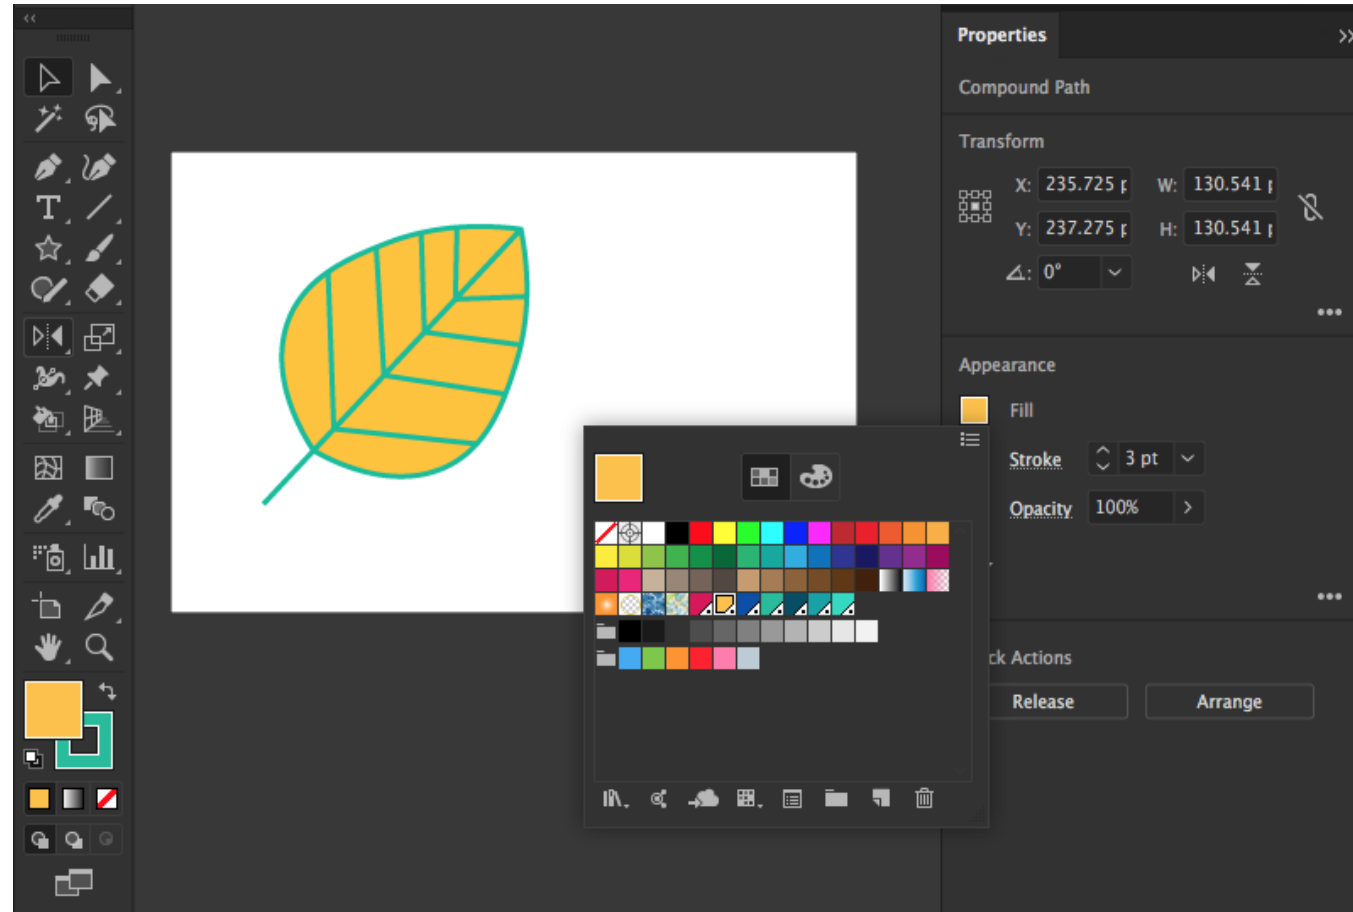 Properties
Compound Path
Transform
X: 235.725 p W: 130.541 p
Y: 237.275 p H: 130.541 p
0°
Appearance
Fill
Stroke 3 pt
Opacity 100%
ck Actions
Release Arrange